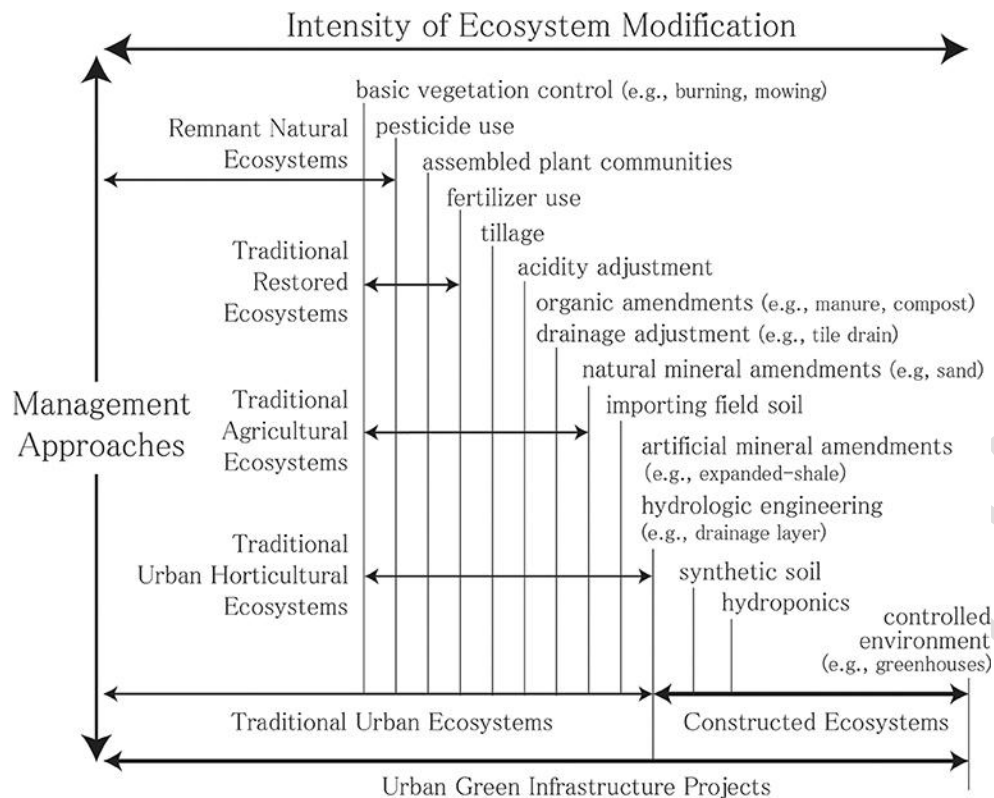 Intensity of Ecosystem Modification
basic vegetation control (e.g., burning, mowing)
Remnant Natural
Ecosystems
pesticide use
assembled plant communities
fertilizer use
tillage
Traditional
Restored
Ecosystems
acidity adjustment
organic amendments (e.g., manure, compost)
drainage adjustment (e.g., tile drain)
natural mineral amendments (e.g, sand)
Management
Approaches
Traditional
Agricultural
Ecosystems
importing field soil
artificial mineral amendments
(e.g., expanded-shale)
hydrologic engineering
(e.g., drainage layer)
Traditional
Urban Horticultural
Ecosystems
synthetic soil
hydroponics
controlled
environment
(e.g., greenhouses)
Traditional Urban Ecosystems
Constructed Ecosystems
Urban Green Infrastructure Projects